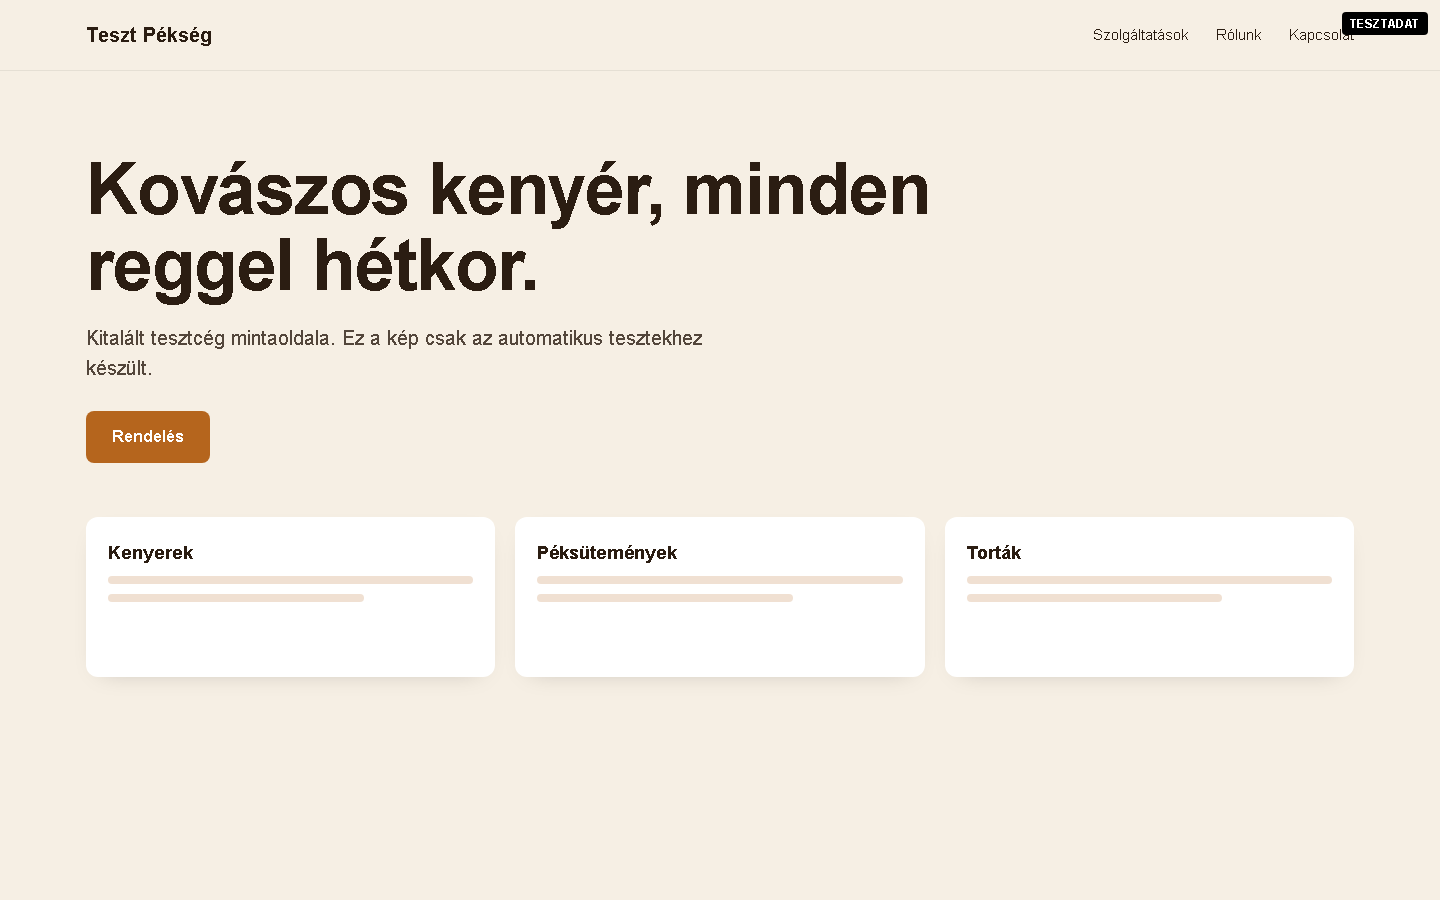 Teszt Pékség
Szolgáltatások
Rólunk
Kapcsolat
TESZTADAT
Kovászos kenyér, minden
reggel hétkor.
Kitalált tesztcég mintaoldala. Ez a kép csak az automatikus tesztekhez
készült.
Rendelés
Kenyerek
Péksütemények
Torták